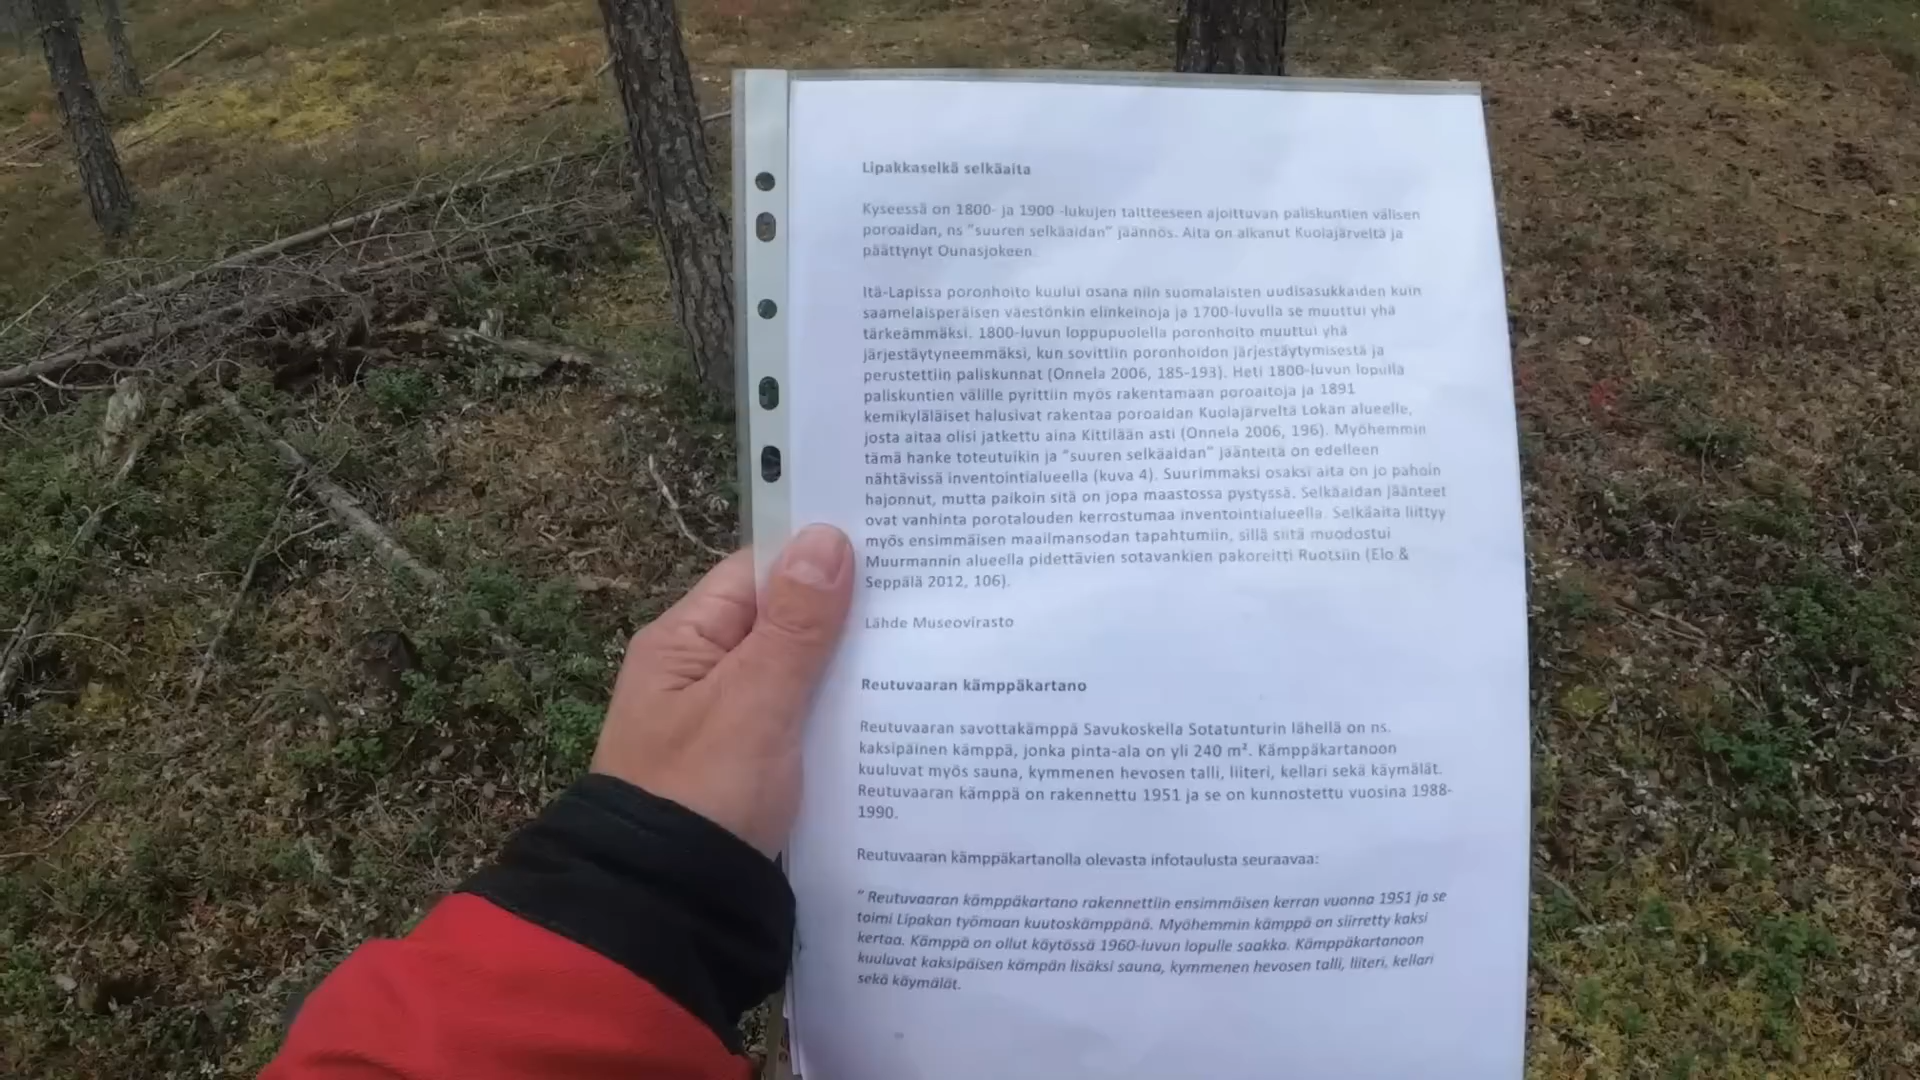 Lipakkaselkä selkäaita
Kyseessä on 1800- ja 1900 -lukujen taitteeseen ajoittuvan paliskuntien välisen
poroaidan, ns "suuren selkäaidan" jäännös. Aita on alkanut Kuolajärveltä ja
päättynyt Ounasjokeen.
Itä-Lapissa poronhoito kuului osana niin suomalaisten uudisasukkaiden kuin
saamelaisperäisen väestönkin elinkeinoja ja 1700-luvulla se muuttui yhä
tärkeämmäksi. 1800-luvun loppupuolella poronhoito muuttui yhä
järjestäytyneemmäksi, kun sovittiin poronhoidon järjestäytymisestä ja
perustettiin paliskunnat (Onnela 2006, 185-193). Heti 1800-luvun lopulla
paliskuntien välille pyrittiin myös rakentamaan poroaitoja ja 1891
kemikyläläiset halusivat rakentaa poroaidan Kuolajärveltä Lokan alueelle,
josta aitaa olisi jatkettu aina Kittilään asti (Onnela 2006, 196). Myöhemmin
tämä hanke toteutuikin ja "suuren selkäaidan" jäänteitä on edelleen
nähtävissä inventointialueella (kuva 4). Suurimmaksi osaksi aita on jo pahoin
hajonnut, mutta paikoin sitä on jopa maastossa pystyssä. Selkäaidan jäänteet
ovat vanhinta porotalouden kerrostumaa inventointialueella. Selkäaita liittyy
myös ensimmäisen maailmansodan tapahtumiin, sillä siitä muodostui
Muurmannin alueella pidettävien sotavankien pakoreitti Ruotsiin (Elo &
Seppälä 2012, 106).
Lähde Museovirasto
Reutuvaaran kämppäkartano
Reutuvaaran savottakämppä Savukoskella Sotatunturin lähellä on ns.
kaksipäinen kämppä, jonka pinta-ala on yli 240 m². Kämppäkartanoon
kuuluvat myös sauna, kymmenen hevosen talli, liiteri, kellari sekä käymälät.
Reutuvaaran kämppä on rakennettu 1951 ja se on kunnostettu vuosina 1988-
1990.
Reutuvaaran kämppäkartanolla olevasta infotaulusta seuraavaa:
" Reutuvaaran kämppäkartano rakennettiin ensimmäisen kerran vuonna 1951 ja se
toimi Lipakan työmaan kuutoskämppänä. Myöhemmin kämppä on siirretty kaksi
kertaa. Kämppä on ollut käytössä 1960-luvun lopulle saakka. Kämppäkartanoon
kuuluvat kaksipäisen kämpän lisäksi sauna, kymmenen hevosen talli, liiteri, kellari
sekä käymälät.